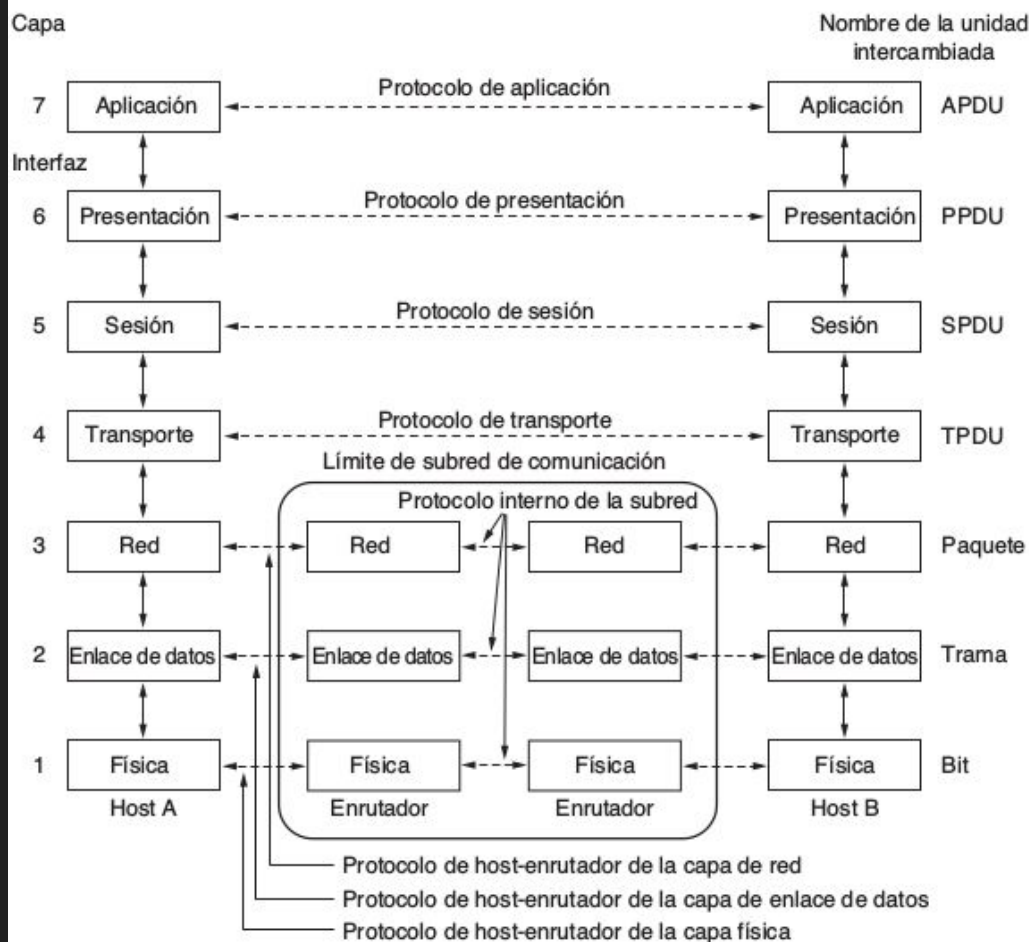 Capa
Nombre de la unidad
intercambiada
7
Aplicación
Protocolo de aplicación
Aplicación
APDU
Interfaz
6
Presentación
Protocolo de presentación
Presentación
PPDU
5
Sesión
Protocolo de sesión
Sesión
SPDU
4
Transporte
Protocolo de transporte
Transporte
TPDU
Límite de subred de comunicación
Protocolo interno de la subred
3
Red
Red
Red
Red
Paquete
2
Enlace de datos
Enlace de datos
Enlace de datos
Enlace de datos
Trama
1
Física
Física
Física
Física
Bit
Host A
Enrutador
Enrutador
Host B
Protocolo de host-enrutador de la capa de red
Protocolo de host-enrutador de la capa de enlace de datos
Protocolo de host-enrutador de la capa física